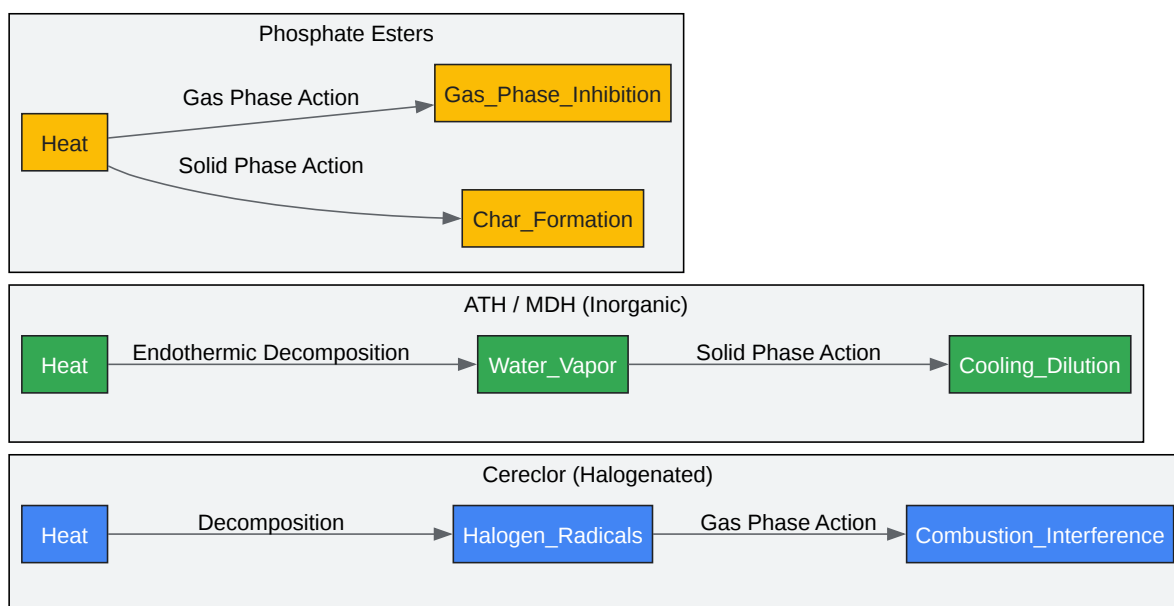 Phosphate Esters
Gas Phase Action
Gas_Phase_Inhibition
Heat
Solid Phase Action
Char_Formation
ATH / MDH (Inorganic)
Heat
Endothermic Decomposition
Water_Vapor
Solid Phase Action
Cooling_Dilution
Cereclor (Halogenated)
Heat
Decomposition
Halogen_Radicals
Gas Phase Action
Combustion_Interference